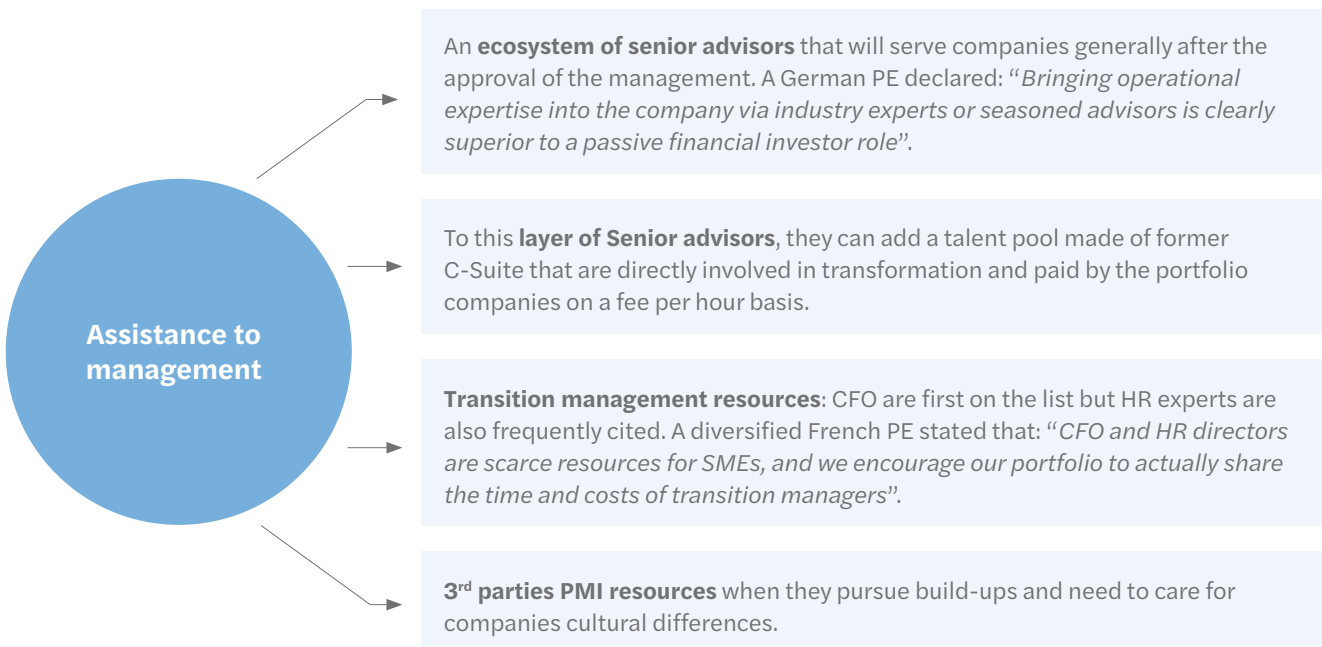 Assistance to
management
An ecosystem of senior advisors that will serve companies generally after the
approval of the management. A German PE declared: “Bringing operational
expertise into the company via industry experts or seasoned advisors is clearly
superior to a passive financial investor role”.
To this layer of Senior advisors, they can add a talent pool made of former
C-Suite that are directly involved in transformation and paid by the portfolio
companies on a fee per hour basis.
Transition management resources: CFO are first on the list but HR experts are
also frequently cited. A diversified French PE stated that: “CFO and HR directors
are scarce resources for SMEs, and we encourage our portfolio to actually share
the time and costs of transition managers”.
3rd parties PMI resources when they pursue build-ups and need to care for
companies cultural differences.